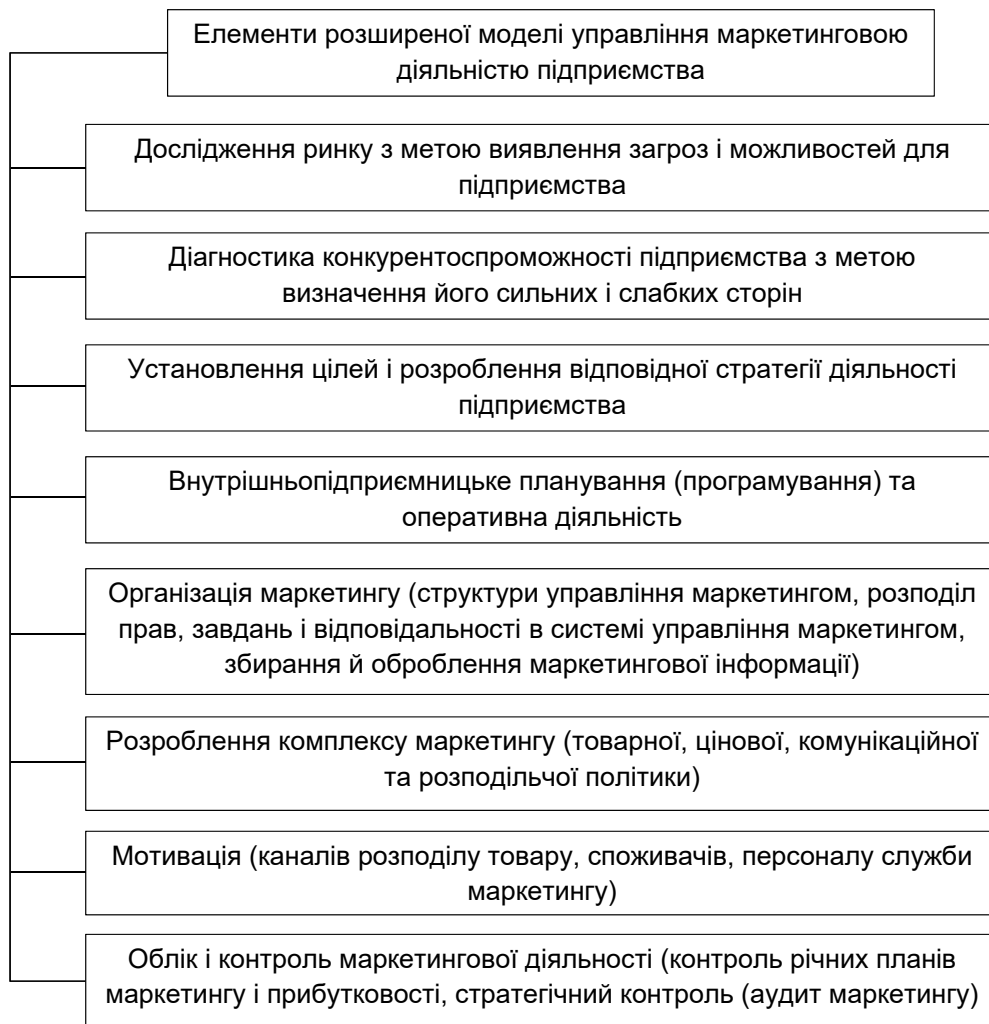 Елементи розширеної моделі управління маркетинговою
діяльністю підприємства
Дослідження ринку з метою виявлення загроз і можливостей для
підприємства
Діагностика конкурентоспроможності підприємства з метою
визначення його сильних і слабких сторін
Установлення цілей і розроблення відповідної стратегії діяльності
підприємства
Внутрішньопідприємницьке планування (програмування) та
оперативна діяльність
Організація маркетингу (структури управління маркетингом, розподіл
прав, завдань і відповідальності в системі управління маркетингом,
збирання й оброблення маркетингової інформації)
Розроблення комплексу маркетингу (товарної, цінової, комунікаційної
та розподільчої політики)
Мотивація (каналів розподілу товару, споживачів, персоналу служби
маркетингу)
Облік і контроль маркетингової діяльності (контроль річних планів
маркетингу і прибутковості, стратегічний контроль (аудит маркетингу)